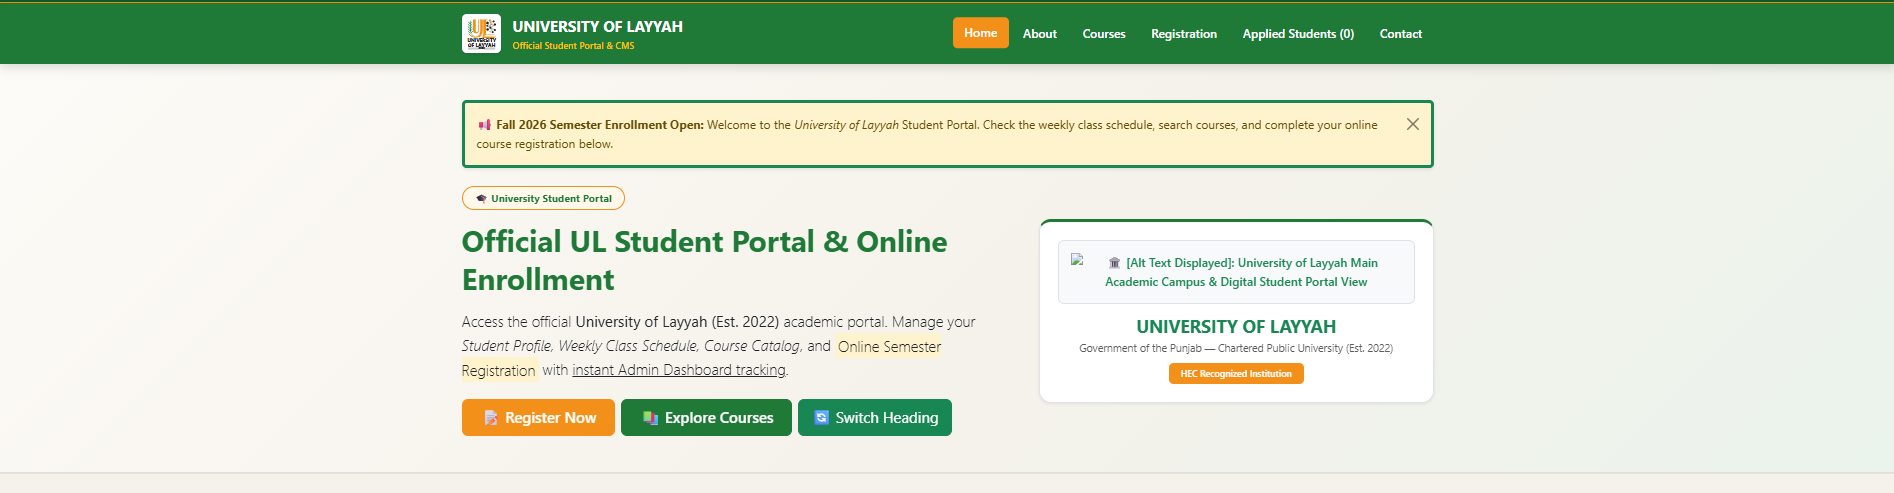 UL
UNIVERSITY
OF LAYYAH
UNIVERSITY OF LAYYAH
Official Student Portal & CMS
Home
About
Courses
Registration
Applied Students (0)
Contact
Fall 2026 Semester Enrollment Open: Welcome to the University of Layyah Student Portal. Check the weekly class schedule, search courses, and complete your online
course registration below.
University Student Portal
Official UL Student Portal & Online
Enrollment
Access the official University of Layyah (Est. 2022) academic portal. Manage your
Student Profile, Weekly Class Schedule, Course Catalog, and Online Semester
Registration with instant Admin Dashboard tracking.
Register Now
Explore Courses
Switch Heading
[Alt Text Displayed]: University of Layyah Main
Academic Campus & Digital Student Portal View
UNIVERSITY OF LAYYAH
Government of the Punjab — Chartered Public University (Est. 2022)
HEC Recognized Institution